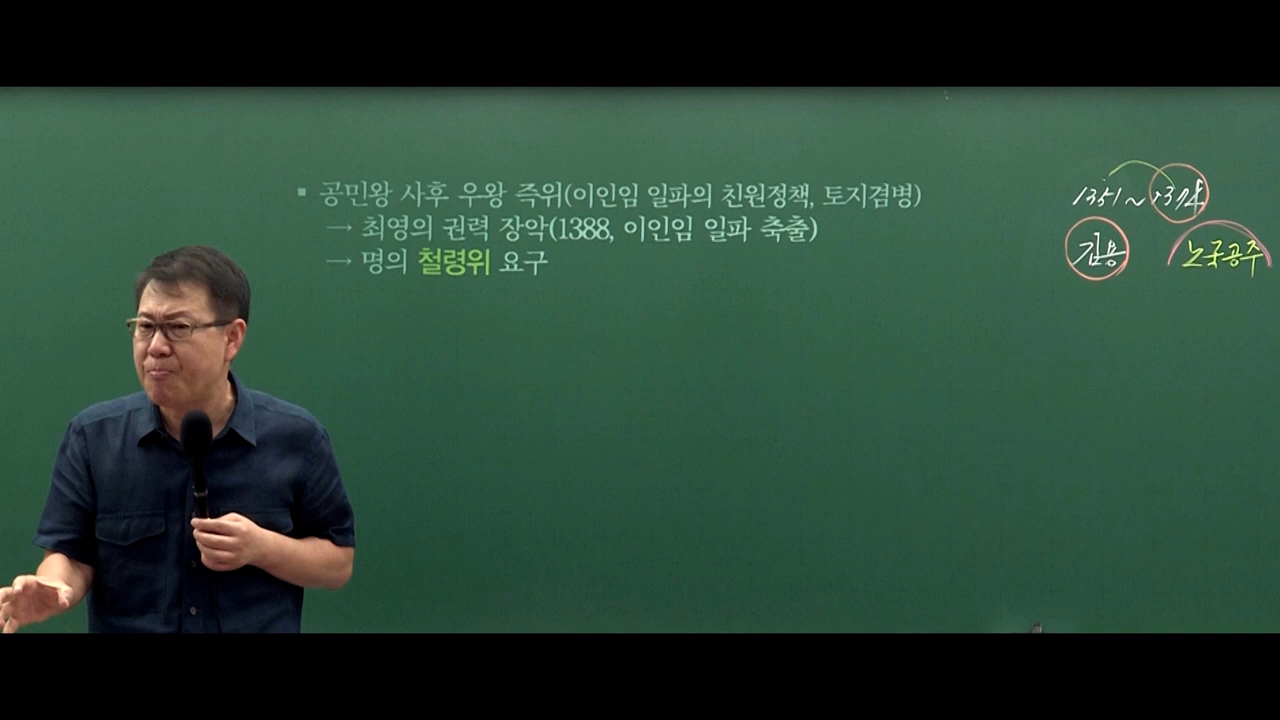 ▪ 공민왕 사후 우왕 즉위(이인임 일파의 친원정책, 토지겸병)
→ 최영의 권력 장악(1388, 이인임 일파 축출)
→ 명의 철령위 요구
1351~1374
김용 노국공주